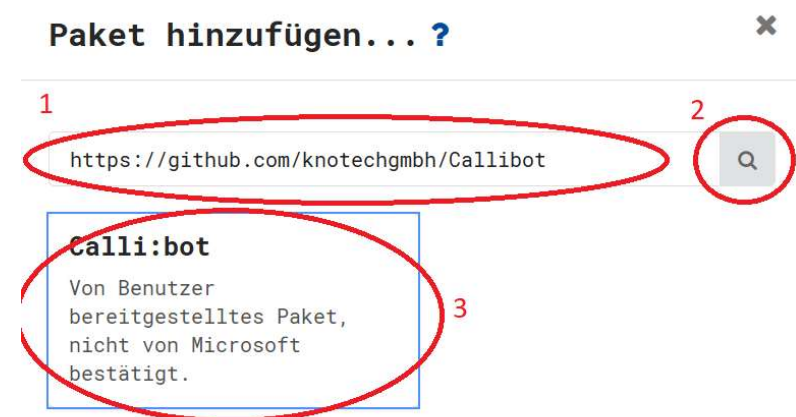 Paket hinzufügen... ?
1
2
https://github.com/knotechgmbh/Callibot
Calli:bot
Von Benutzer
bereitgestelltes Paket,
nicht von Microsoft
bestätigt.
3